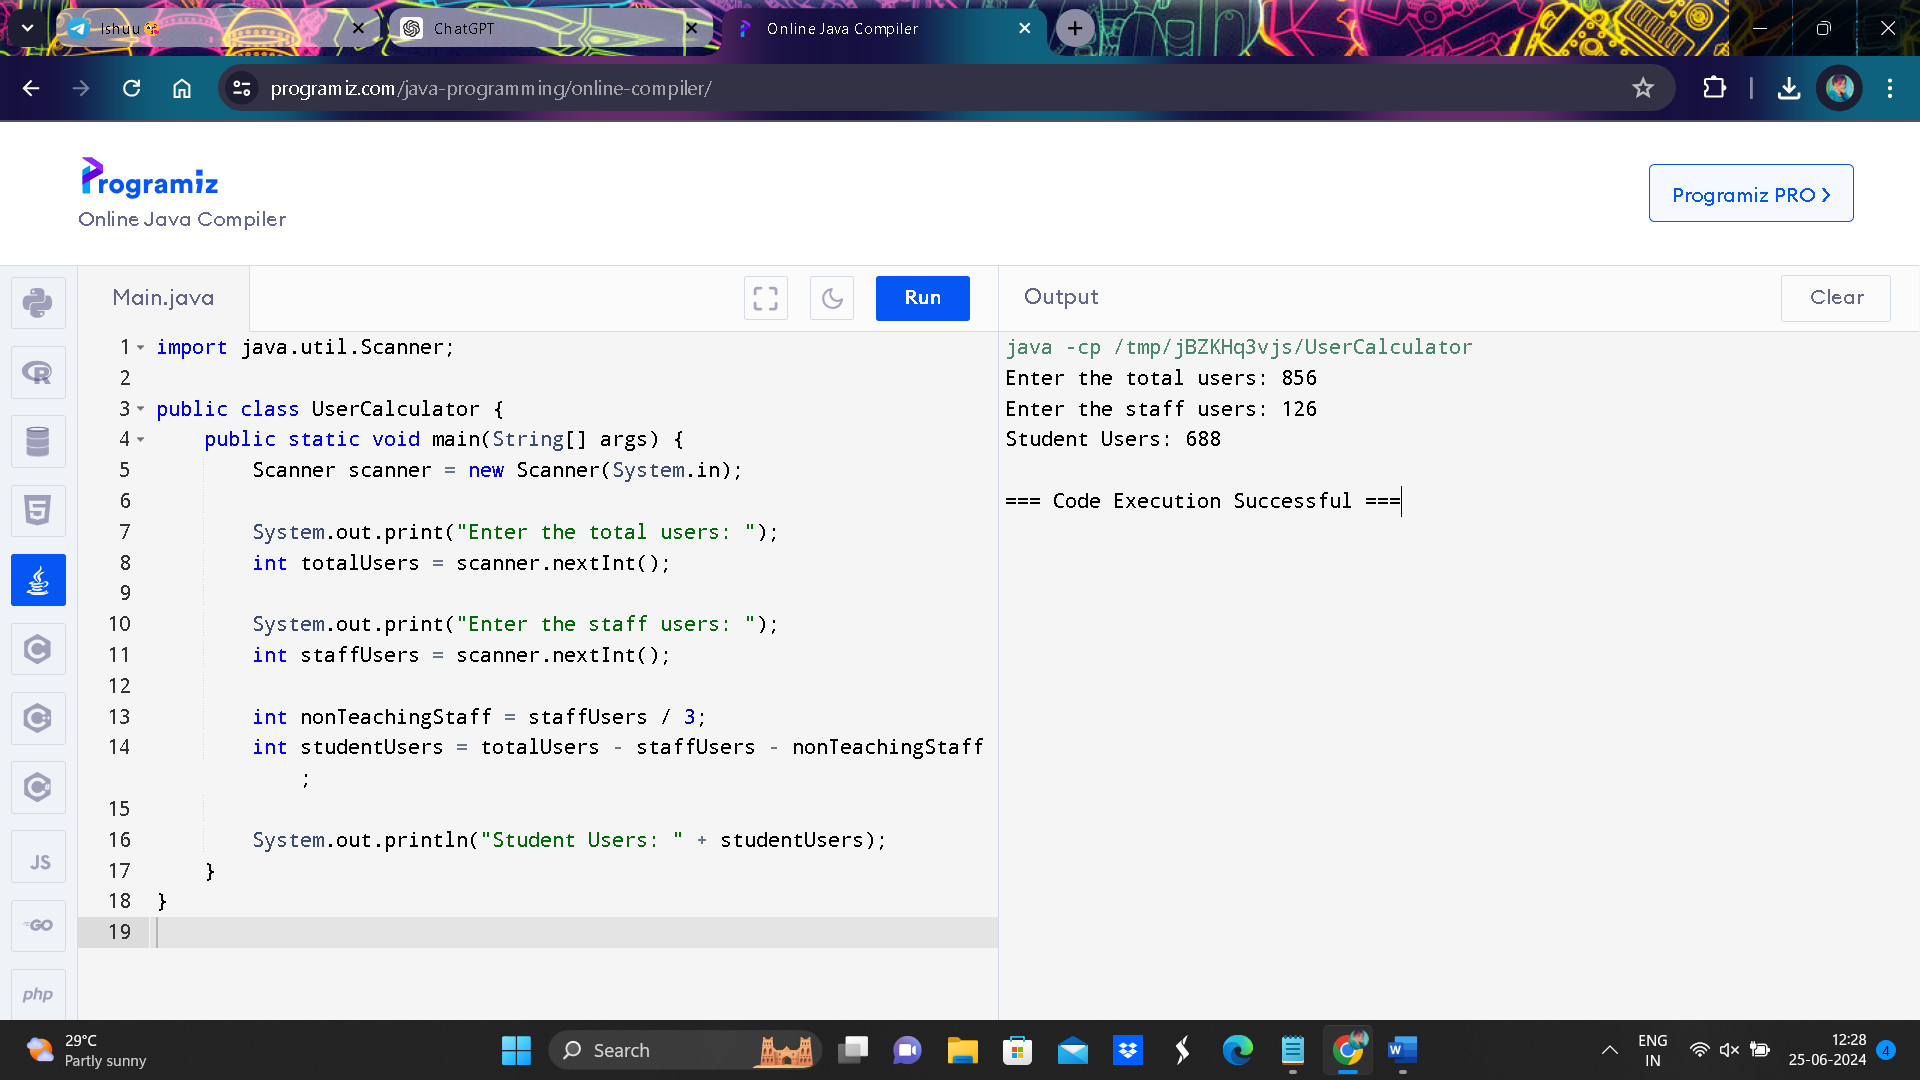 Ishuu
ChatGPT
Online Java Compiler
programiz.com/java-programming/online-compiler/
Programiz
Online Java Compiler
Programiz PRO
Main.java
Run
Output
Clear
1 import java.util.Scanner;
2
3 public class UserCalculator {
4 public static void main(String[] args) {
5 Scanner scanner = new Scanner(System.in);
6
7 System.out.print("Enter the total users: ");
8 int totalUsers = scanner.nextInt();
9
10 System.out.print("Enter the staff users: ");
11 int staffUsers = scanner.nextInt();
12
13 int nonTeachingStaff = staffUsers / 3;
14 int studentUsers = totalUsers - staffUsers - nonTeachingStaff
;
15
16 System.out.println("Student Users: " + studentUsers);
17 }
18 }
19
java -cp /tmp/jBZKHq3vjs/UserCalculator
Enter the total users: 856
Enter the staff users: 126
Student Users: 688
=== Code Execution Successful ===
R
5
C
C+
C#
JS
GO
php
29°C
Partly sunny
Search
W
ENG
IN
12:28
25-06-2024
4